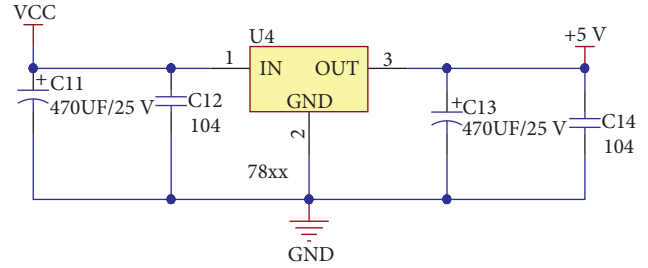 VCC
U4
+5 V
1
IN
OUT
3
GND
2
+
C11
470UF/25 V
C12
104
+
C13
470UF/25 V
C14
104
78xx
GND